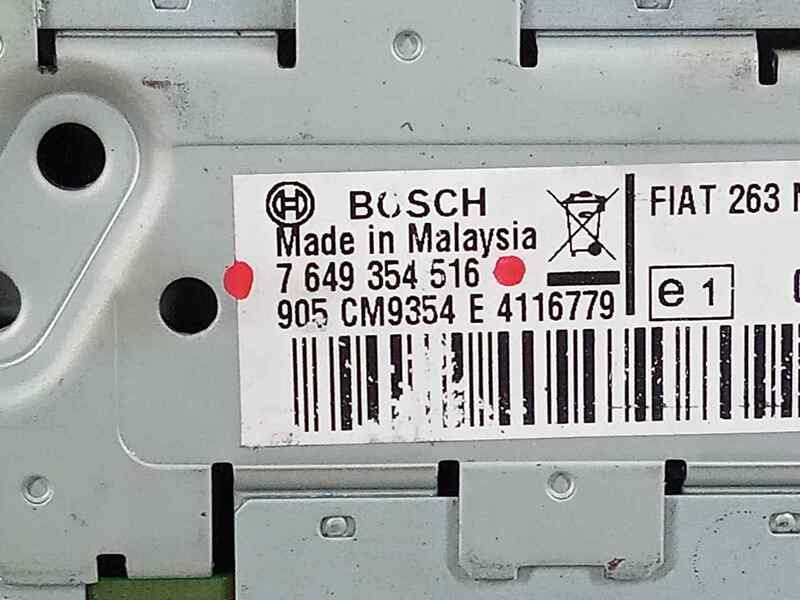 BOSCH
Made in Malaysia
7 649 354 516
905 CM9354 E 4116779
FIAT 263
e 1